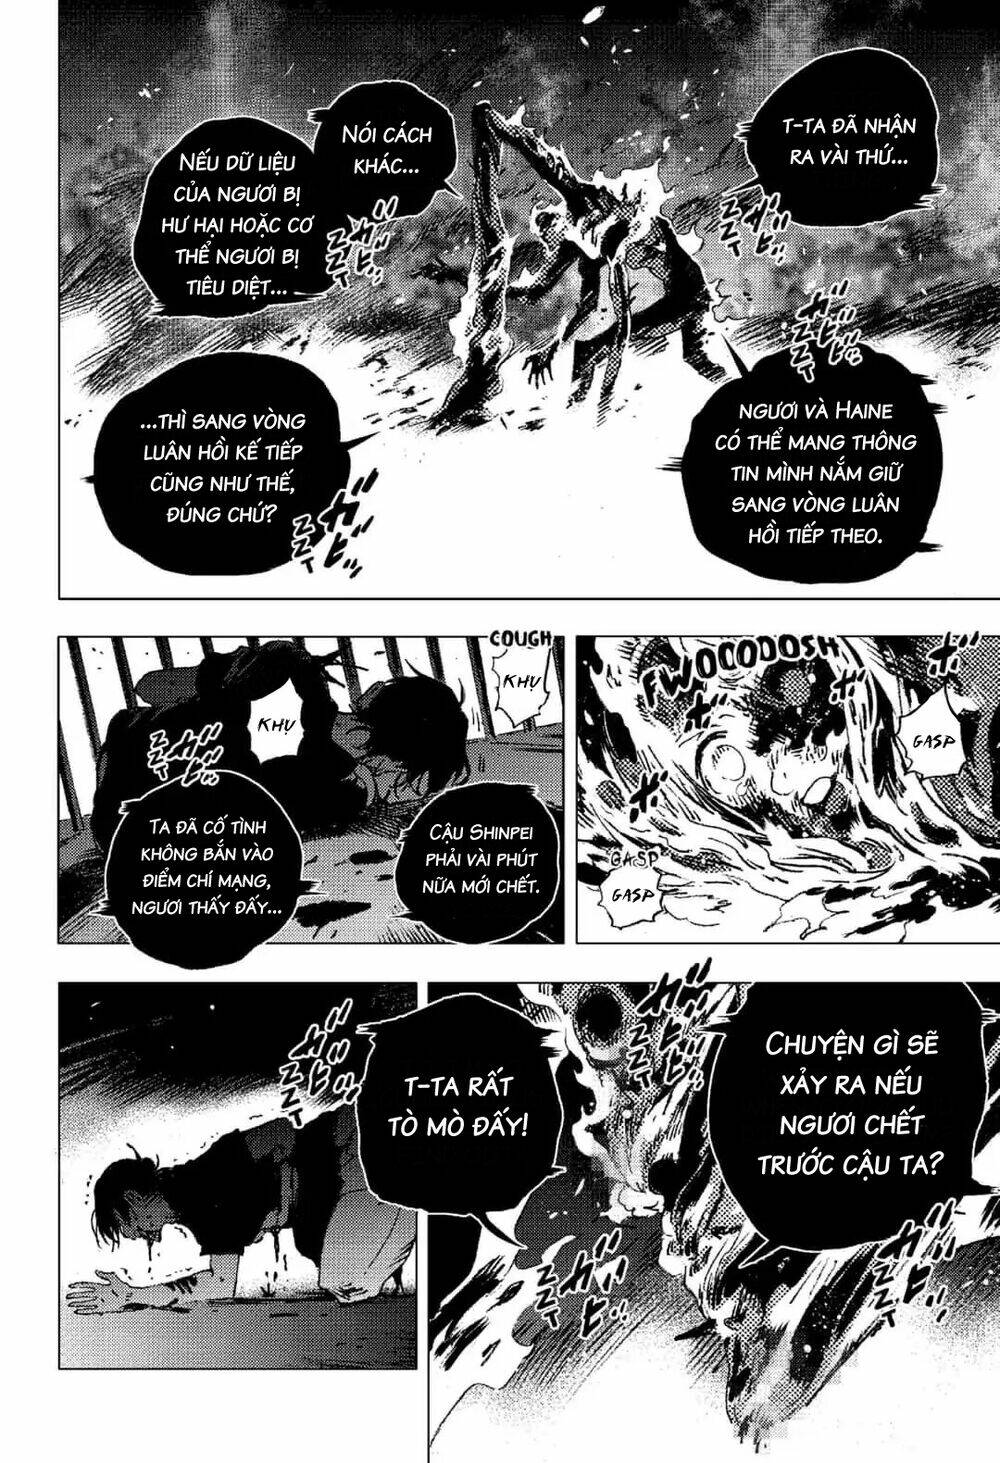 T-TA ĐÃ NHẬN
RA VÀI THỨ...
NGƯƠI VÀ HAINE
CÓ THỂ MANG THÔNG
TIN MÌNH NẮM GIỮ
SANG VÒNG LUÂN
HỒI TIẾP THEO.
NÓI CÁCH
KHÁC...
NẾU DỮ LIỆU
CỦA NGƯƠI BỊ
HƯ HẠI HOẶC CƠ
THỂ NGƯƠI BỊ
TIÊU DIỆT...
...THÌ SANG VÒNG
LUÂN HỒI KẾ TIẾP
CŨNG NHƯ THẾ,
ĐÚNG CHỨ?
FWOOOOOSH
GASP
GASP
GASP
COUGH
KHỤ
KHỤ
CẬU SHINPEI
PHẢI VÀI PHÚT
NỮA MỚI CHẾT.
TA ĐÃ CỐ TÌNH
KHÔNG BẮN VÀO
ĐIỂM CHÍ MẠNG,
NGƯƠI THẤY ĐẤY...
CHUYỆN GÌ SẼ
XẢY RA NẾU
NGƯƠI CHẾT
TRƯỚC CẬU TA?
T-TA RẤT
TÒ MÒ ĐẤY!